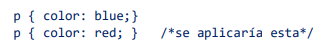 p { color: blue;}
p { color: red; }   /*se aplicaría esta*/